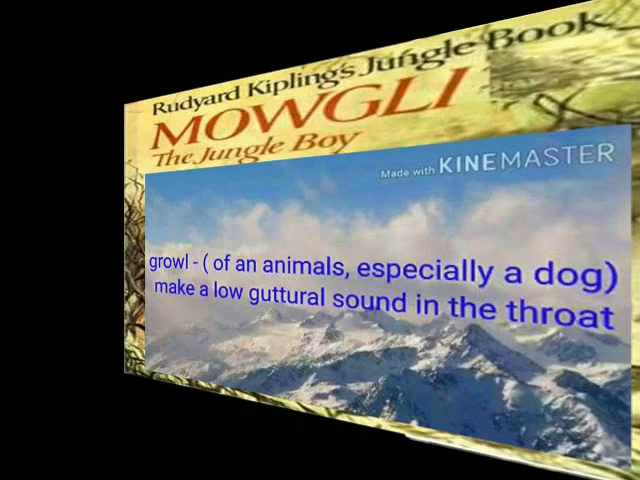 Rudyard Kipling's Jungle Book
MOWGLI
The Jungle Boy
Made with KINEMASTER
growl - ( of an animals, especially a dog)
make a low guttural sound in the throat